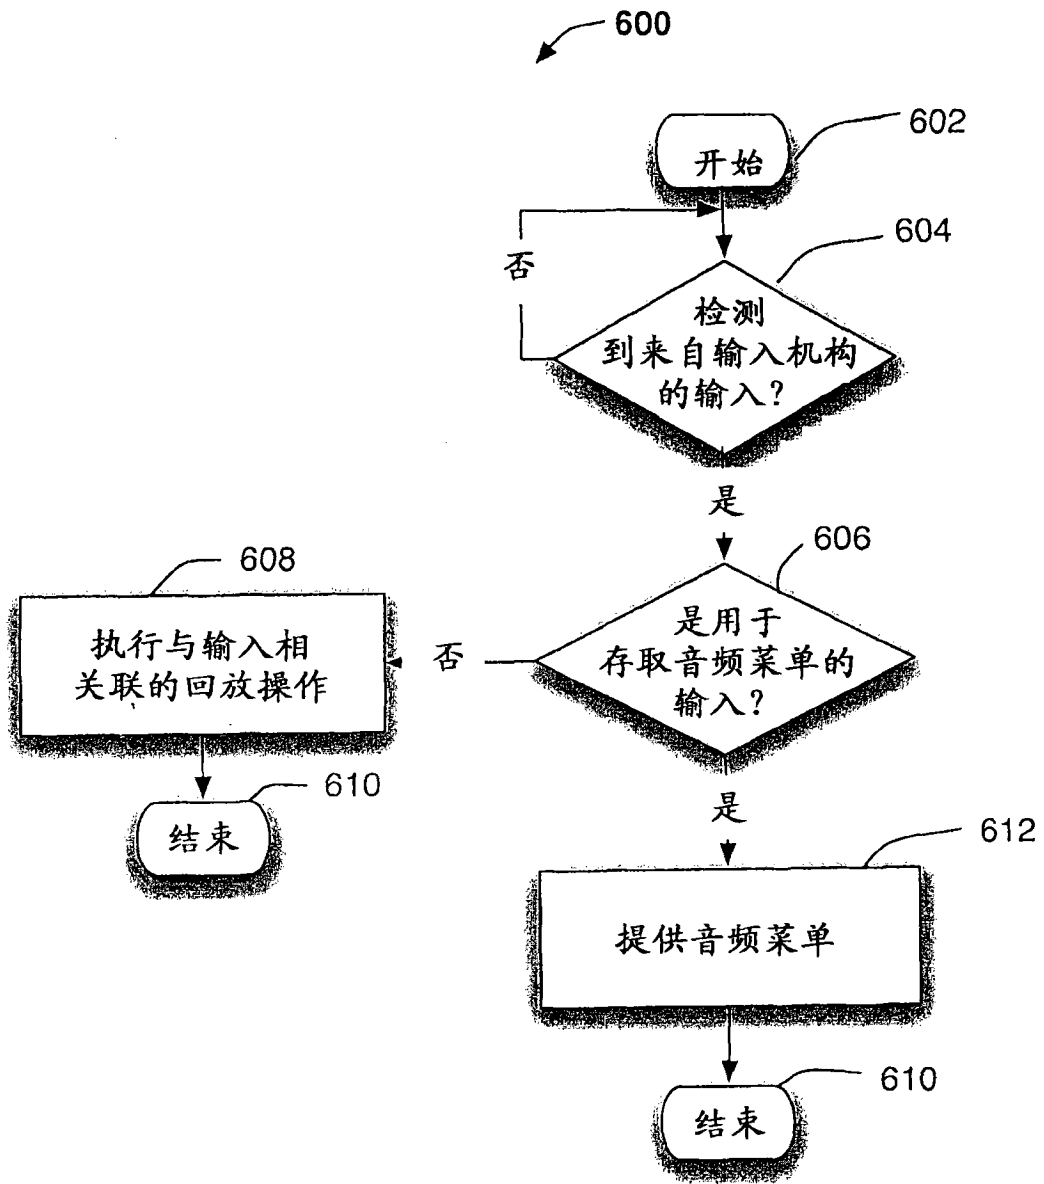 600
602
开始
604
否
检测
到来自输入机构
的输入?
是
606
608
是用于
存取音频菜单的
输入?
否
执行与输入相
关联的回放操作
610
结束
是
612
提供音频菜单
610
结束